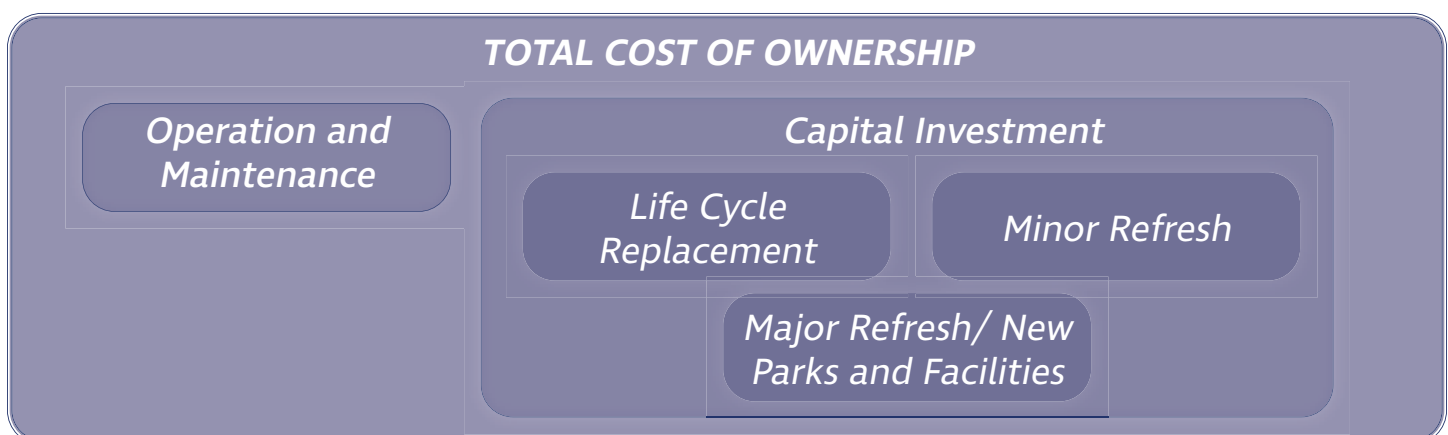 TOTAL COST OF OWNERSHIP
Operation and
Maintenance
Capital Investment
Life Cycle
Replacement
Minor Refresh
Major Refresh/ New
Parks and Facilities